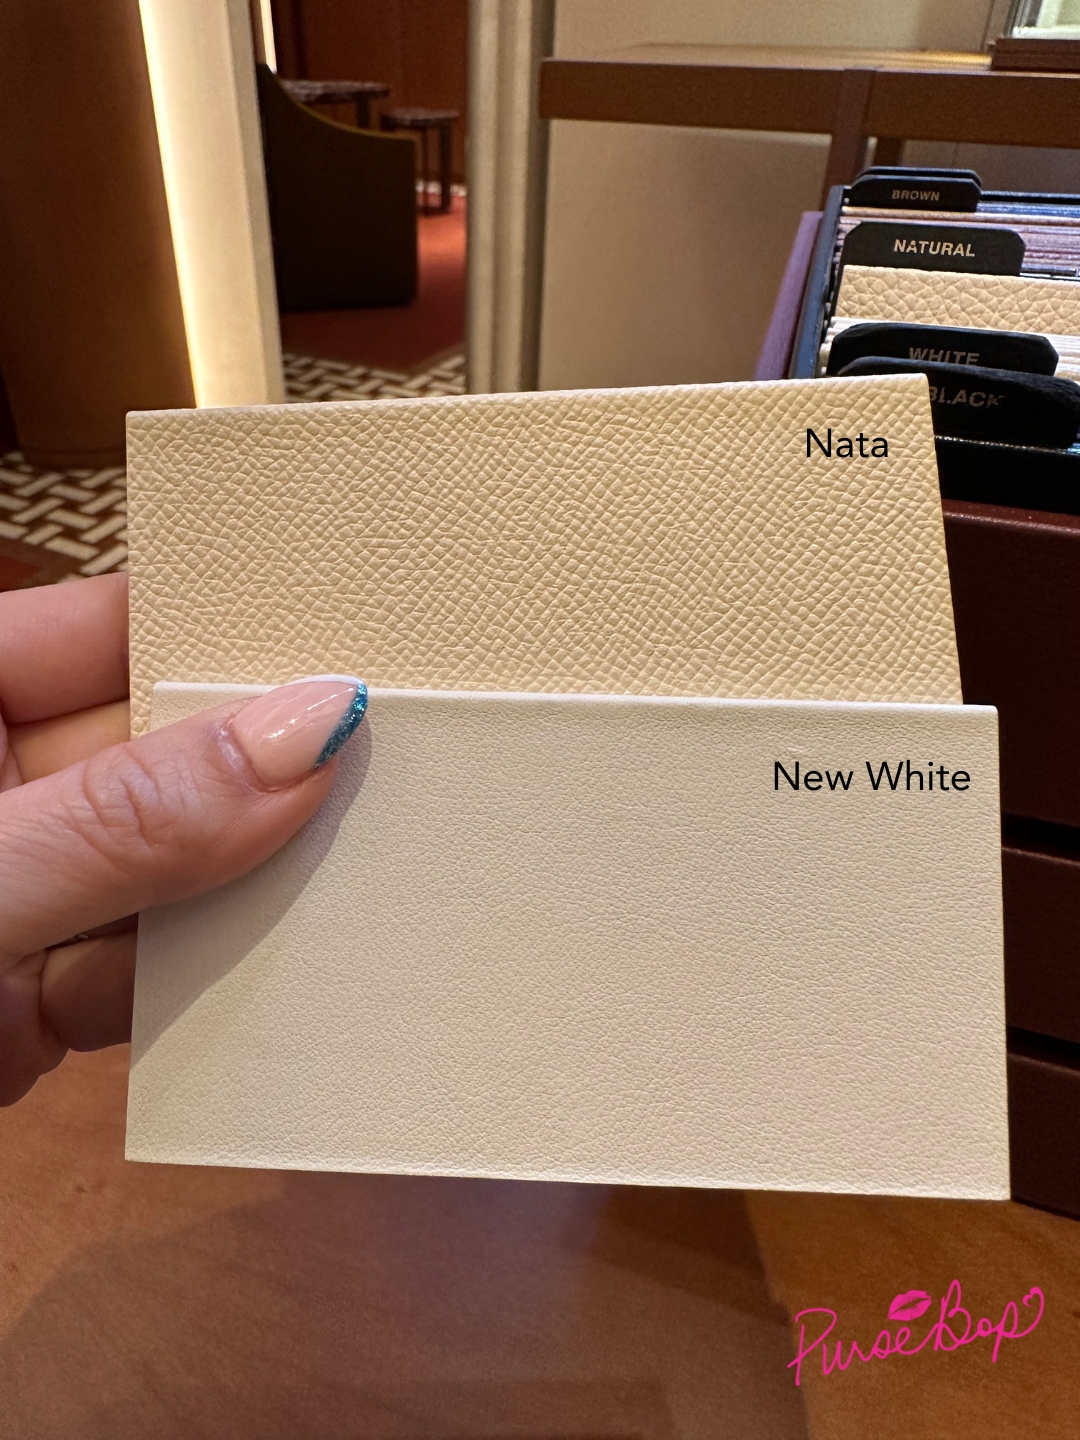 BROWN
NATURAL
WHITE
BLACK
Nata
New White
PurseBop